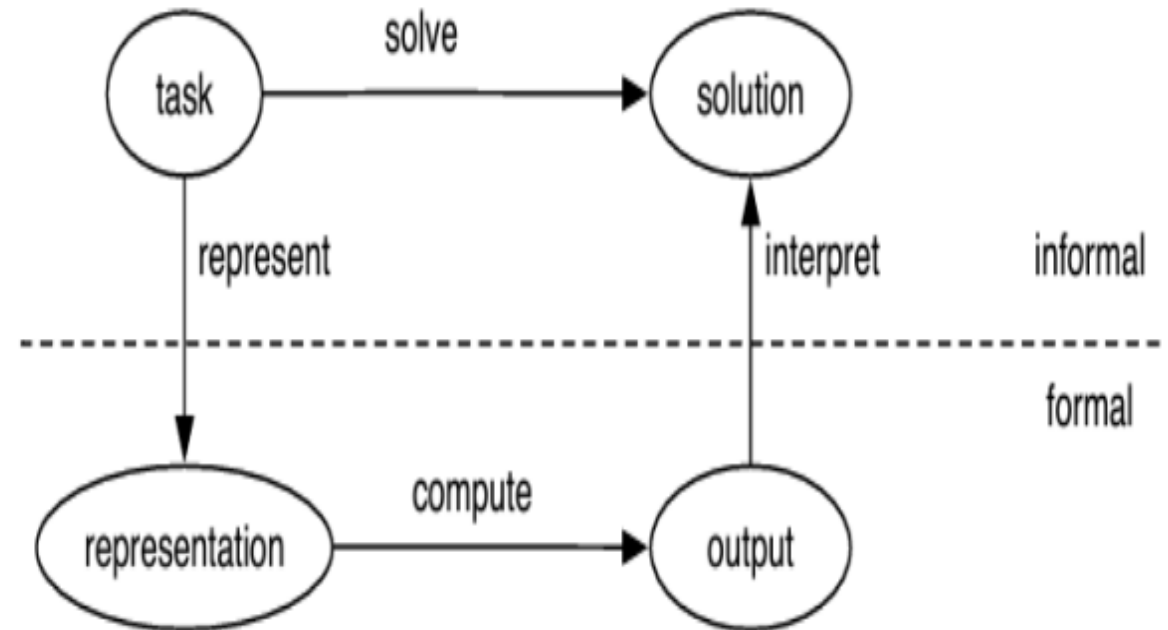 solve
task
solution
represent
interpret
informal
formal
compute
representation
output